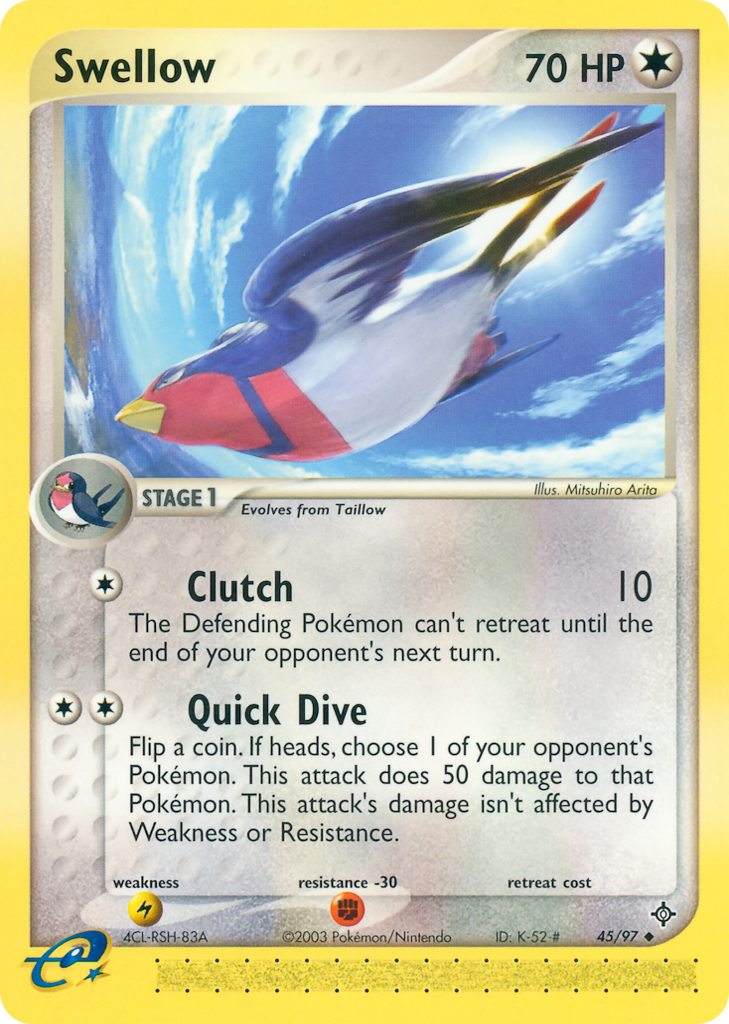 Swellow
70 HP
Illus. Mitsuhiro Arita
STAGE 1
Evolves from Taillow
Clutch 10
The Defending Pokémon can't retreat until the
end of your opponent's next turn.
Quick Dive
Flip a coin. If heads, choose 1 of your opponent's
Pokémon. This attack does 50 damage to that
Pokémon. This attack's damage isn't affected by
Weakness or Resistance.
weakness resistance -30 retreat cost
4CL-RSH-83A ©2003 Pokémon/Nintendo ID: K-52-# 45/97
e